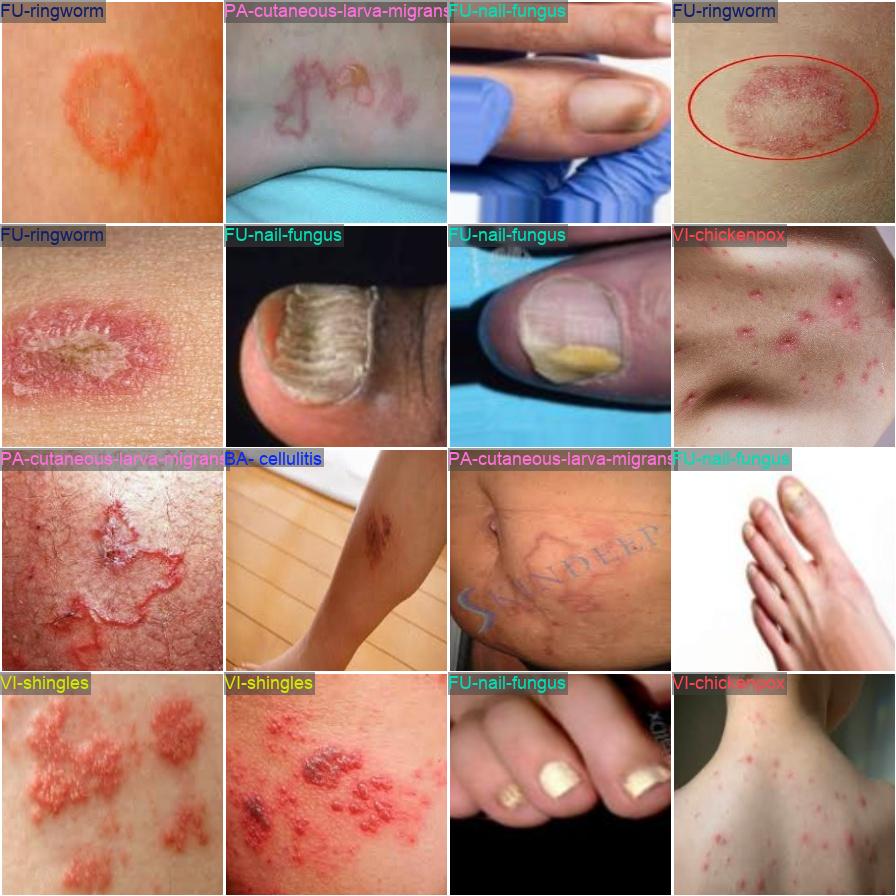 FU-ringworm
PA-cutaneous-larva-migrans
FU-nail-fungus
FU-ringworm
FU-ringworm
FU-nail-fungus
FU-nail-fungus
VI-chickenpox
PA-cutaneous-larva-migrans
BA- cellulitis
PA-cutaneous-larva-migrans
FU-nail-fungus
SKINDEEP
VI-shingles
VI-shingles
FU-nail-fungus
VI-chickenpox